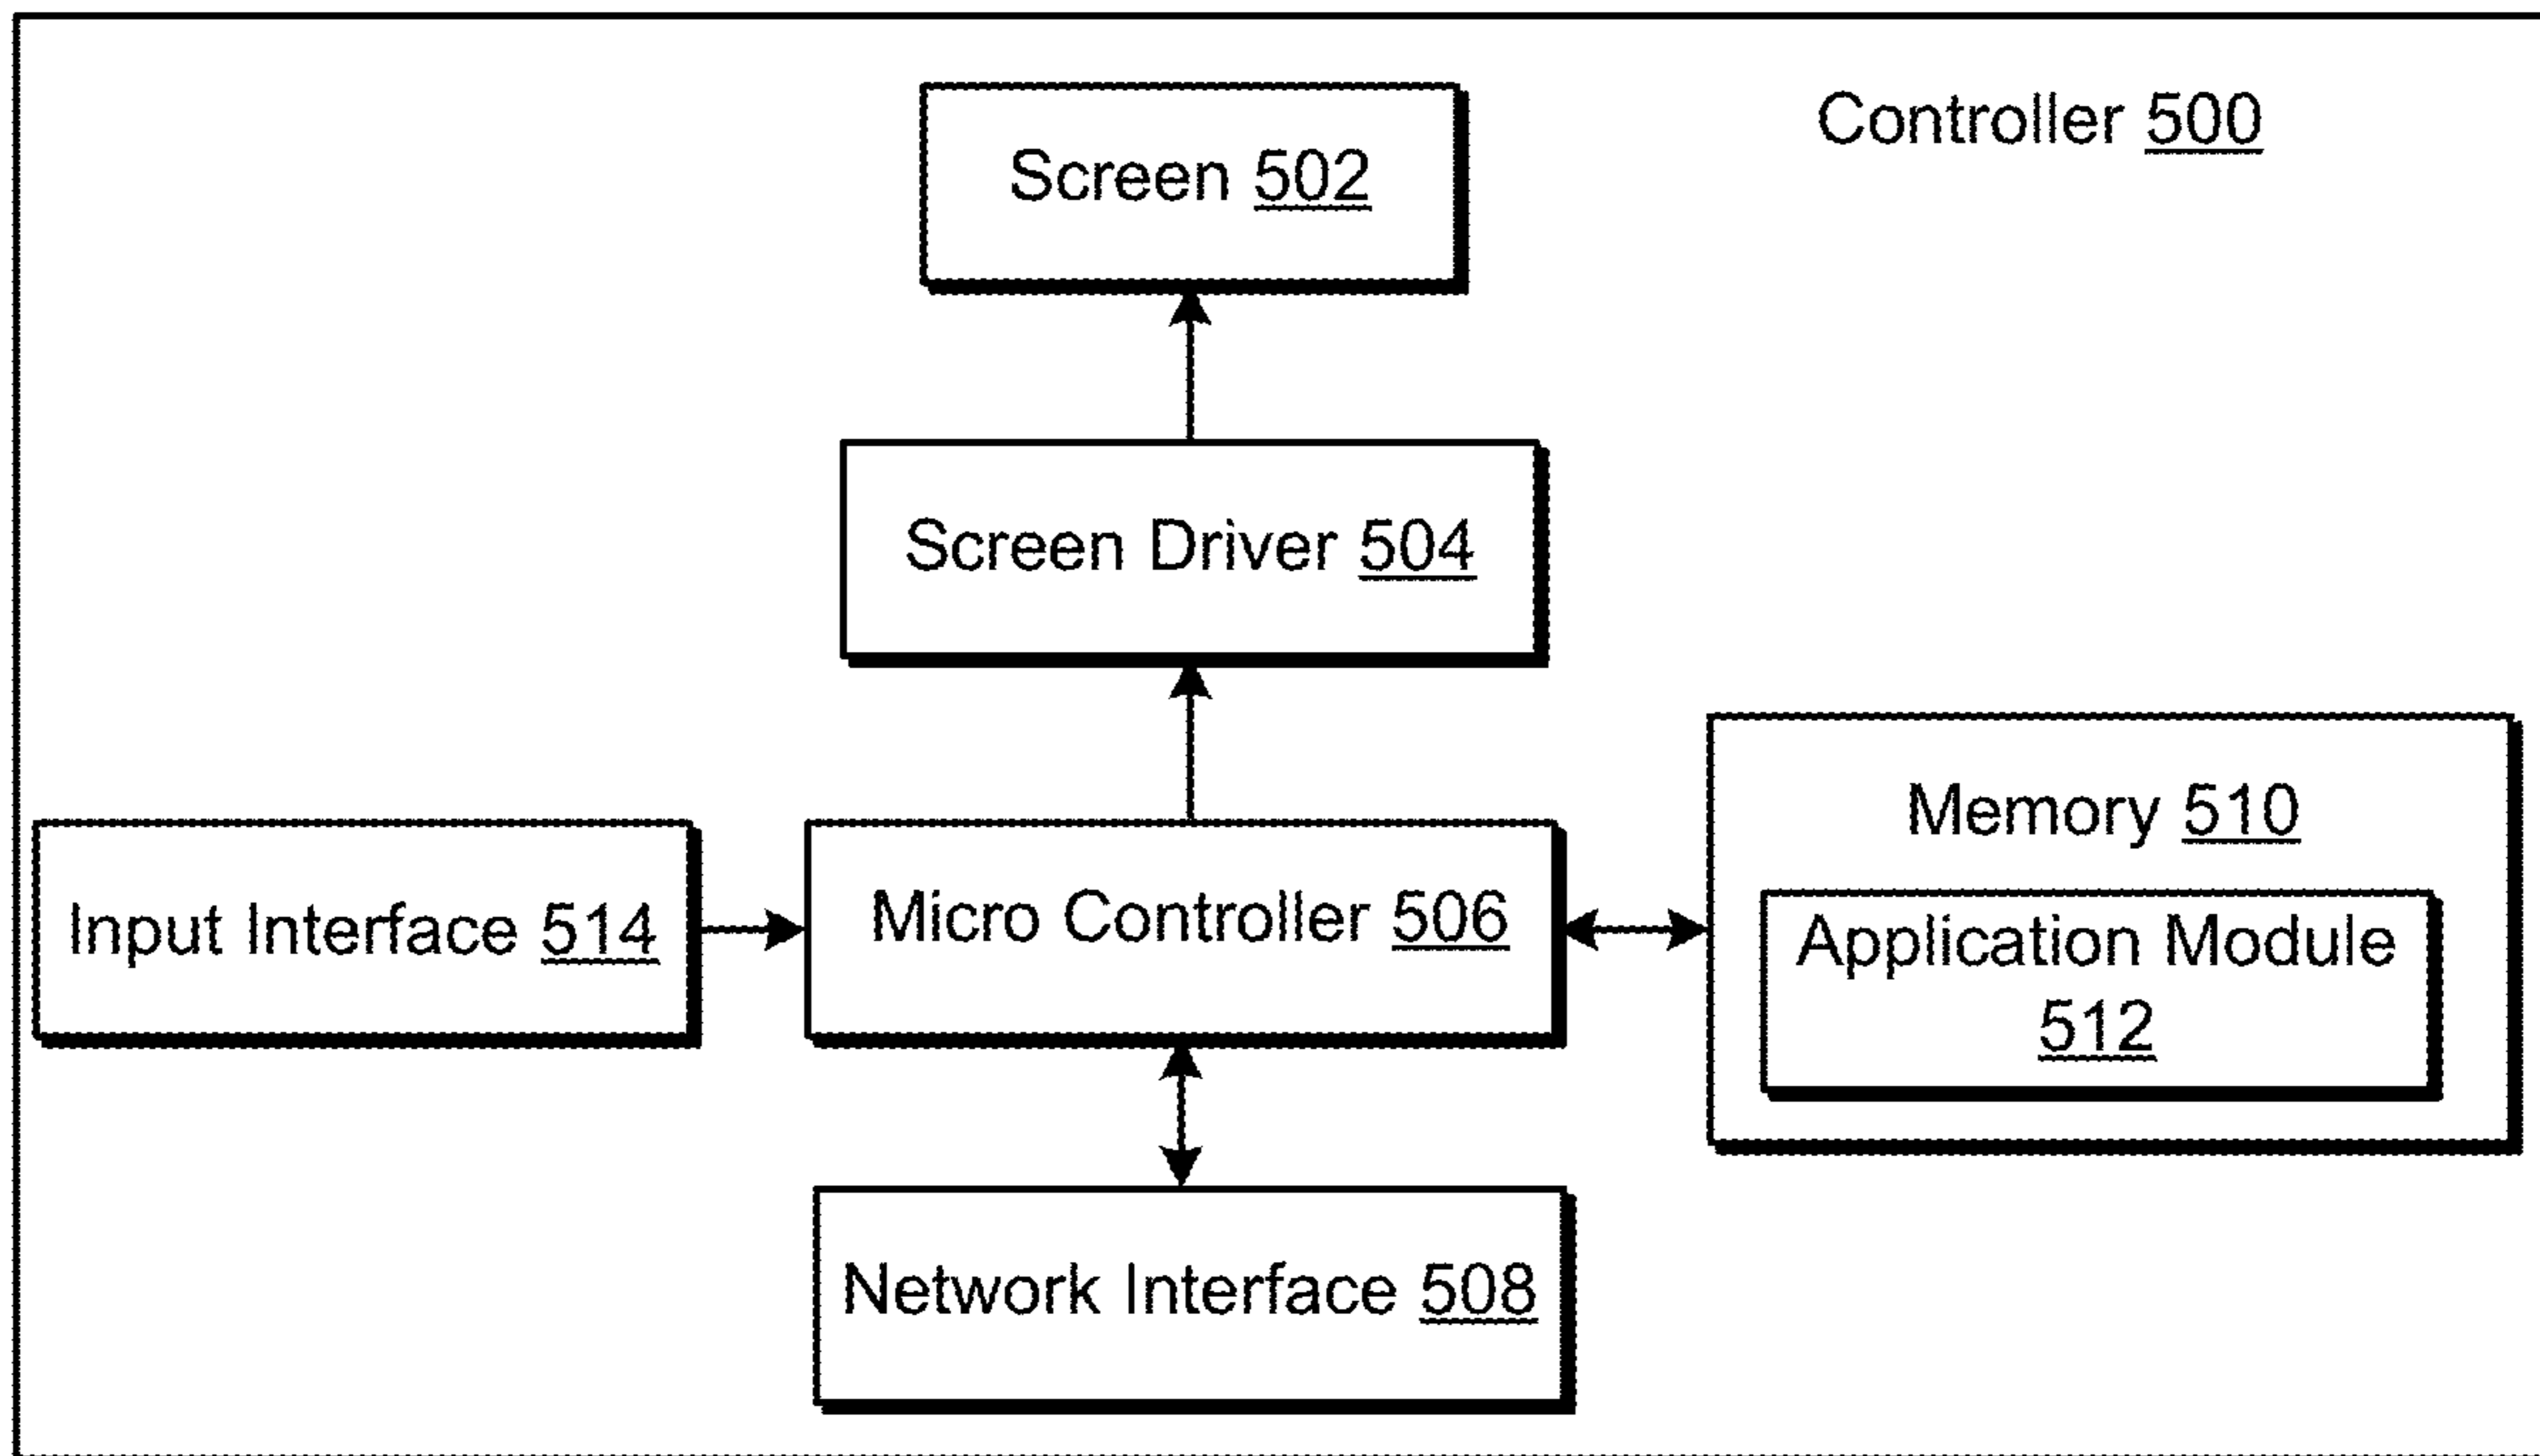 Controller 500
Screen 502
Screen Driver 504
Input Interface 514
Micro Controller 506
Memory 510
Application Module
512
Network Interface 508